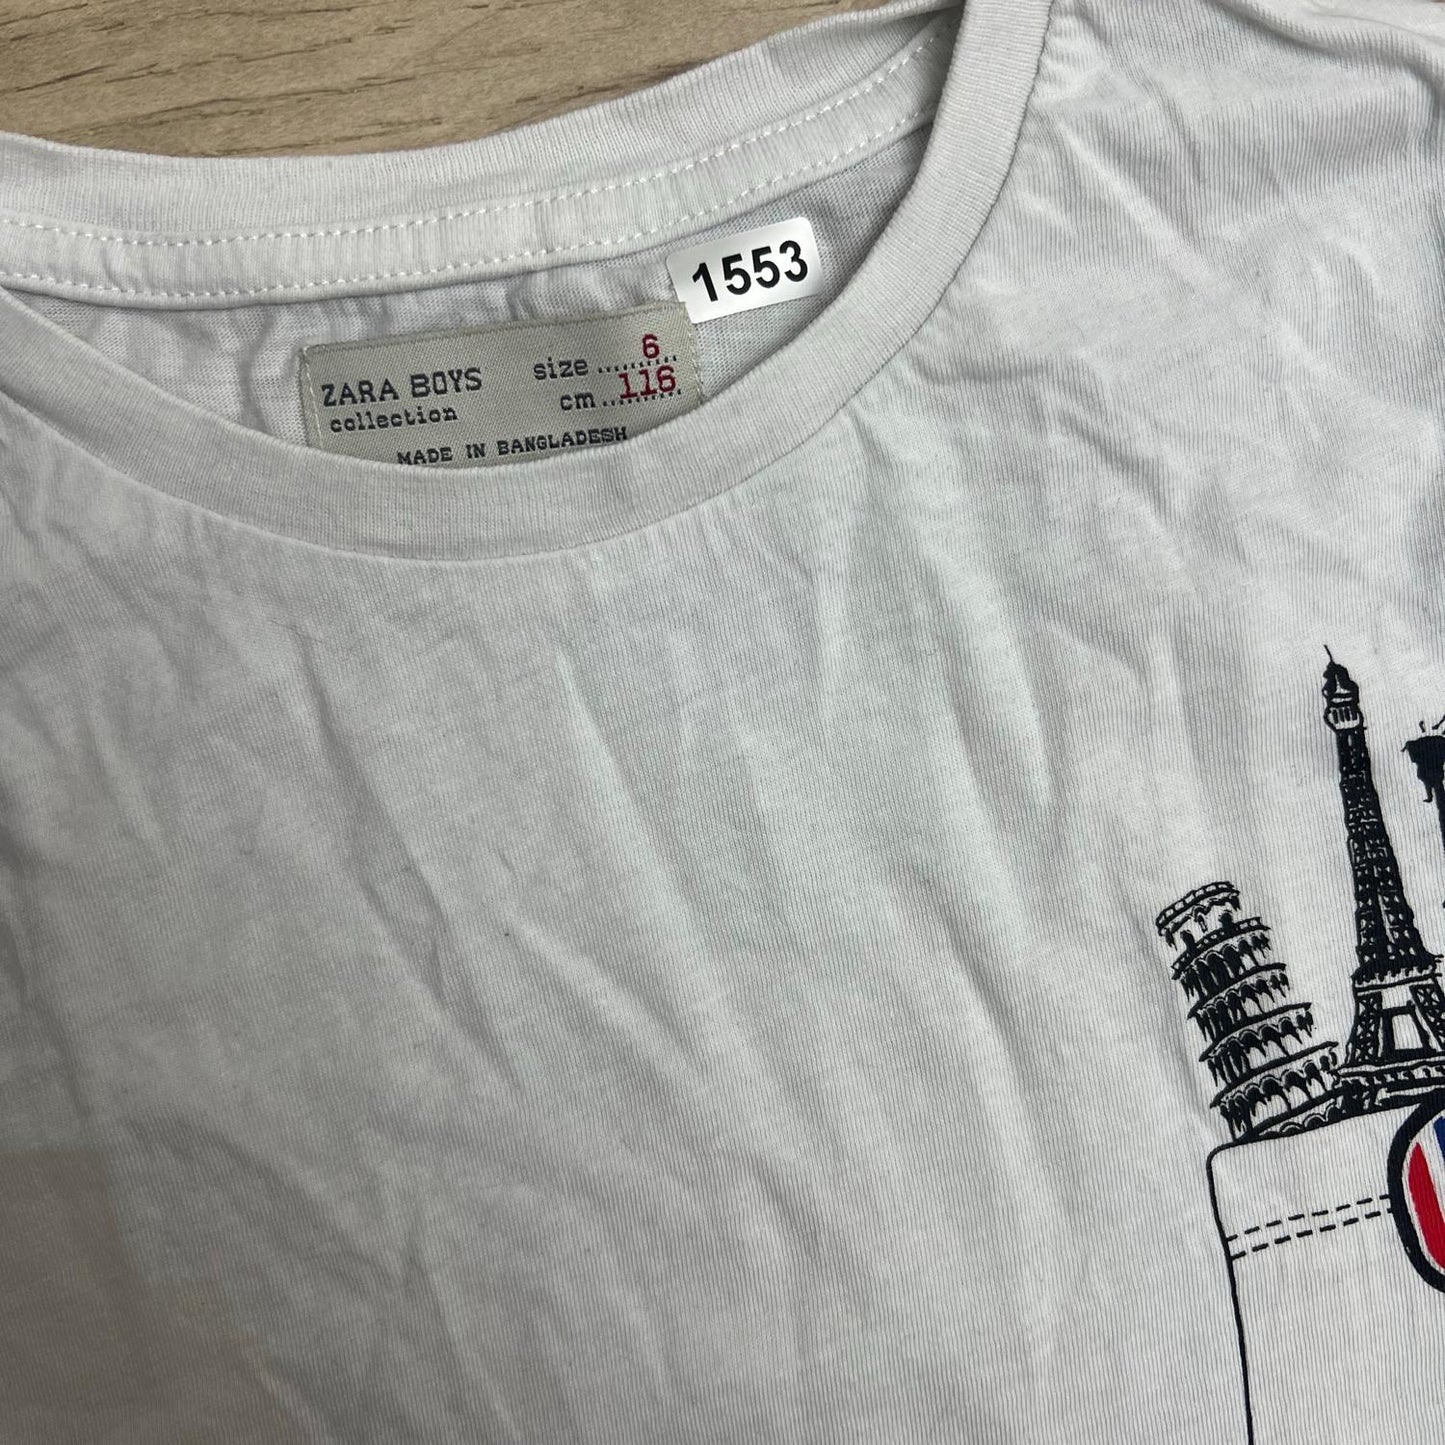 1553
ZARA BOYS
collection
size ......6..
cm ..116.
MADE IN BANGLADESH